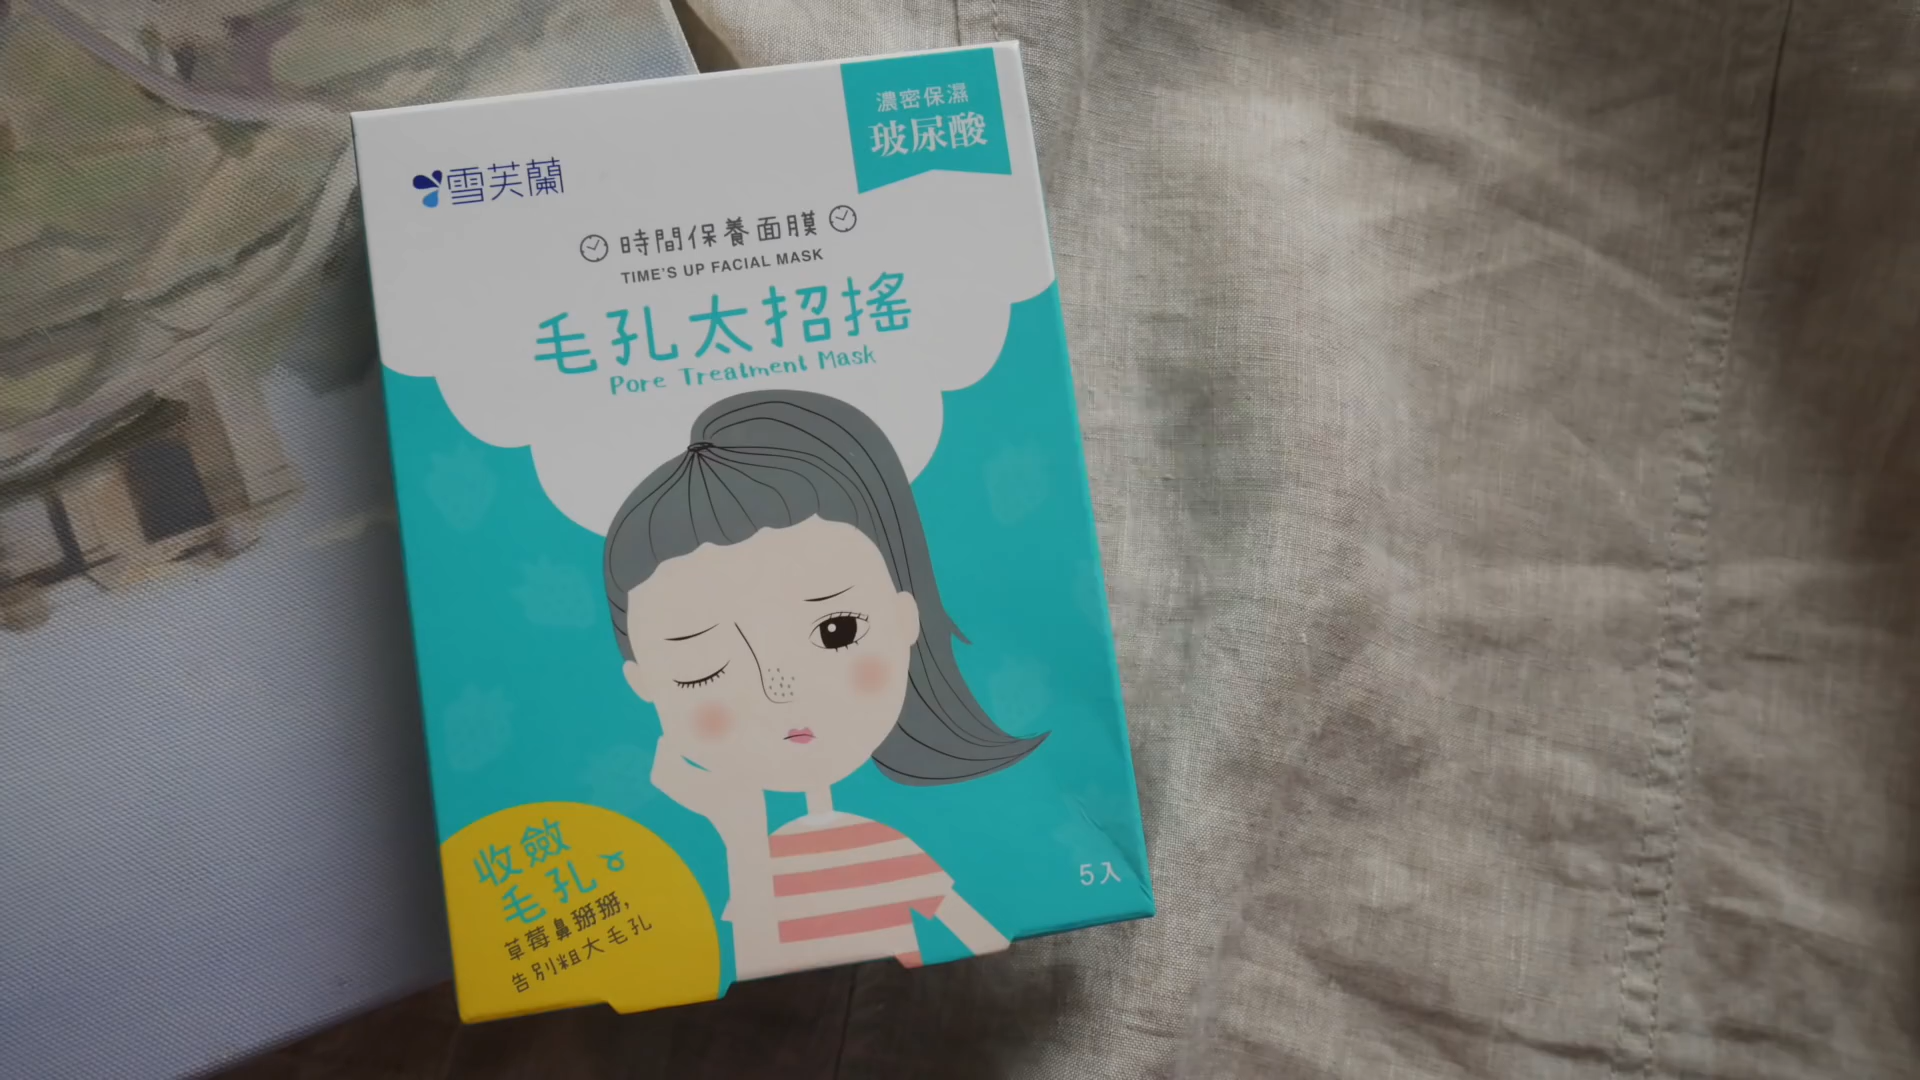 濃密保濕
玻尿酸
雪芙蘭
時間保養面膜
TIME'S UP FACIAL MASK
毛孔太招搖
Pore Treatment Mask
收斂
毛孔
草莓鼻掰掰,
告別粗大毛孔
5入